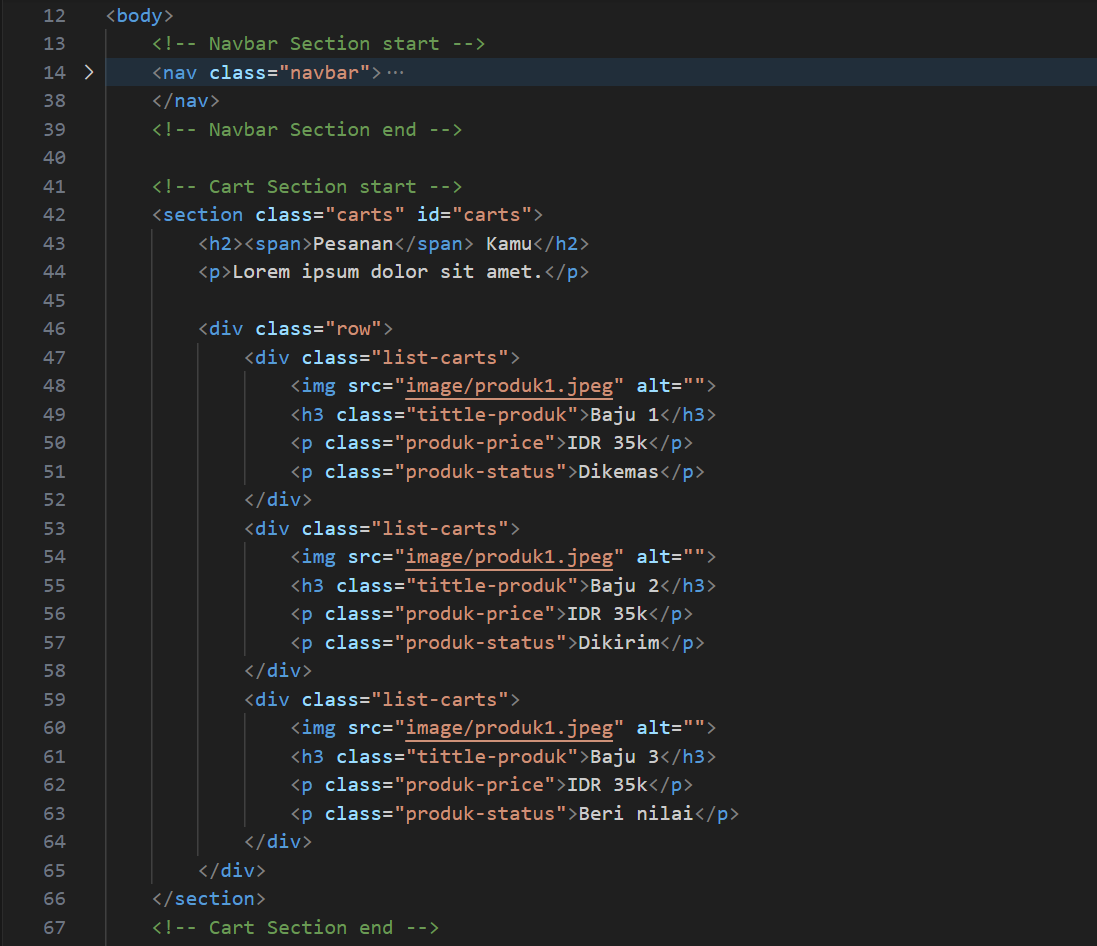 12 <body>
13 <!-- Navbar Section start -->
14 > <nav class="navbar">···
38 </nav>
39 <!-- Navbar Section end -->
40
41 <!-- Cart Section start -->
42 <section class="carts" id="carts">
43 <h2><span>Pesanan</span> Kamu</h2>
44 <p>Lorem ipsum dolor sit amet.</p>
45
46 <div class="row">
47 <div class="list-carts">
48 <img src="image/produk1.jpeg" alt="">
49 <h3 class="tittle-produk">Baju 1</h3>
50 <p class="produk-price">IDR 35k</p>
51 <p class="produk-status">Dikemas</p>
52 </div>
53 <div class="list-carts">
54 <img src="image/produk1.jpeg" alt="">
55 <h3 class="tittle-produk">Baju 2</h3>
56 <p class="produk-price">IDR 35k</p>
57 <p class="produk-status">Dikirim</p>
58 </div>
59 <div class="list-carts">
60 <img src="image/produk1.jpeg" alt="">
61 <h3 class="tittle-produk">Baju 3</h3>
62 <p class="produk-price">IDR 35k</p>
63 <p class="produk-status">Beri nilai</p>
64 </div>
65 </div>
66 </section>
67 <!-- Cart Section end -->